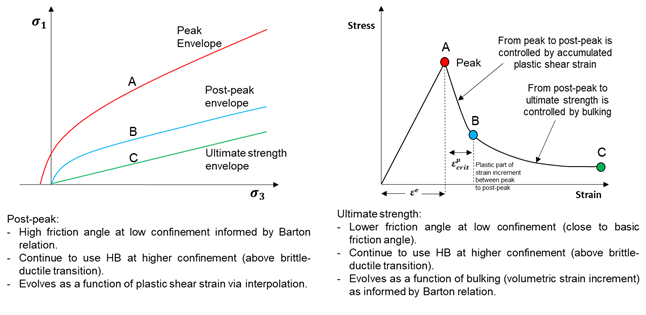 σ₁
Peak
Envelope
A
Post-peak
envelope
B
C
Ultimate strength
envelope
σ₃
Post-peak:
- High friction angle at low confinement informed by Barton
relation.
- Continue to use HB at higher confinement (above brittle-
ductile transition).
- Evolves as a function of plastic shear strain via interpolation.
Stress
A
Peak
From peak to post-peak is
controlled by accumulated
plastic shear strain
From post-peak to
ultimate strength is
controlled by bulking
B
C
εᵖcrit
Plastic part of
strain increment
between peak
to post-peak
εᵉ
Strain
Ultimate strength:
- Lower friction angle at low confinement (close to basic
friction angle).
- Continue to use HB at higher confinement (above brittle-
ductile transition).
- Evolves as a function of bulking (volumetric strain increment)
as informed by Barton relation.